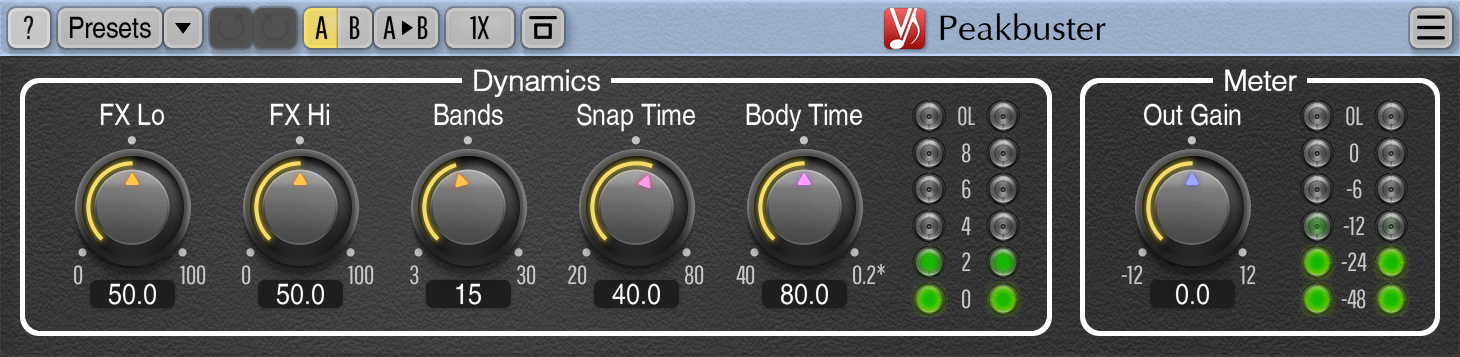 ? Presets A B A▶B 1X Peakbuster
Dynamics Meter
FX Lo FX Hi Bands Snap Time Body Time Out Gain
OL OL
8 0
6 -6
4 -12
2 -24
0 100 0 100 3 30 20 80 40 0.2* -12 12
50.0 50.0 15 40.0 80.0 0 0.0 -48